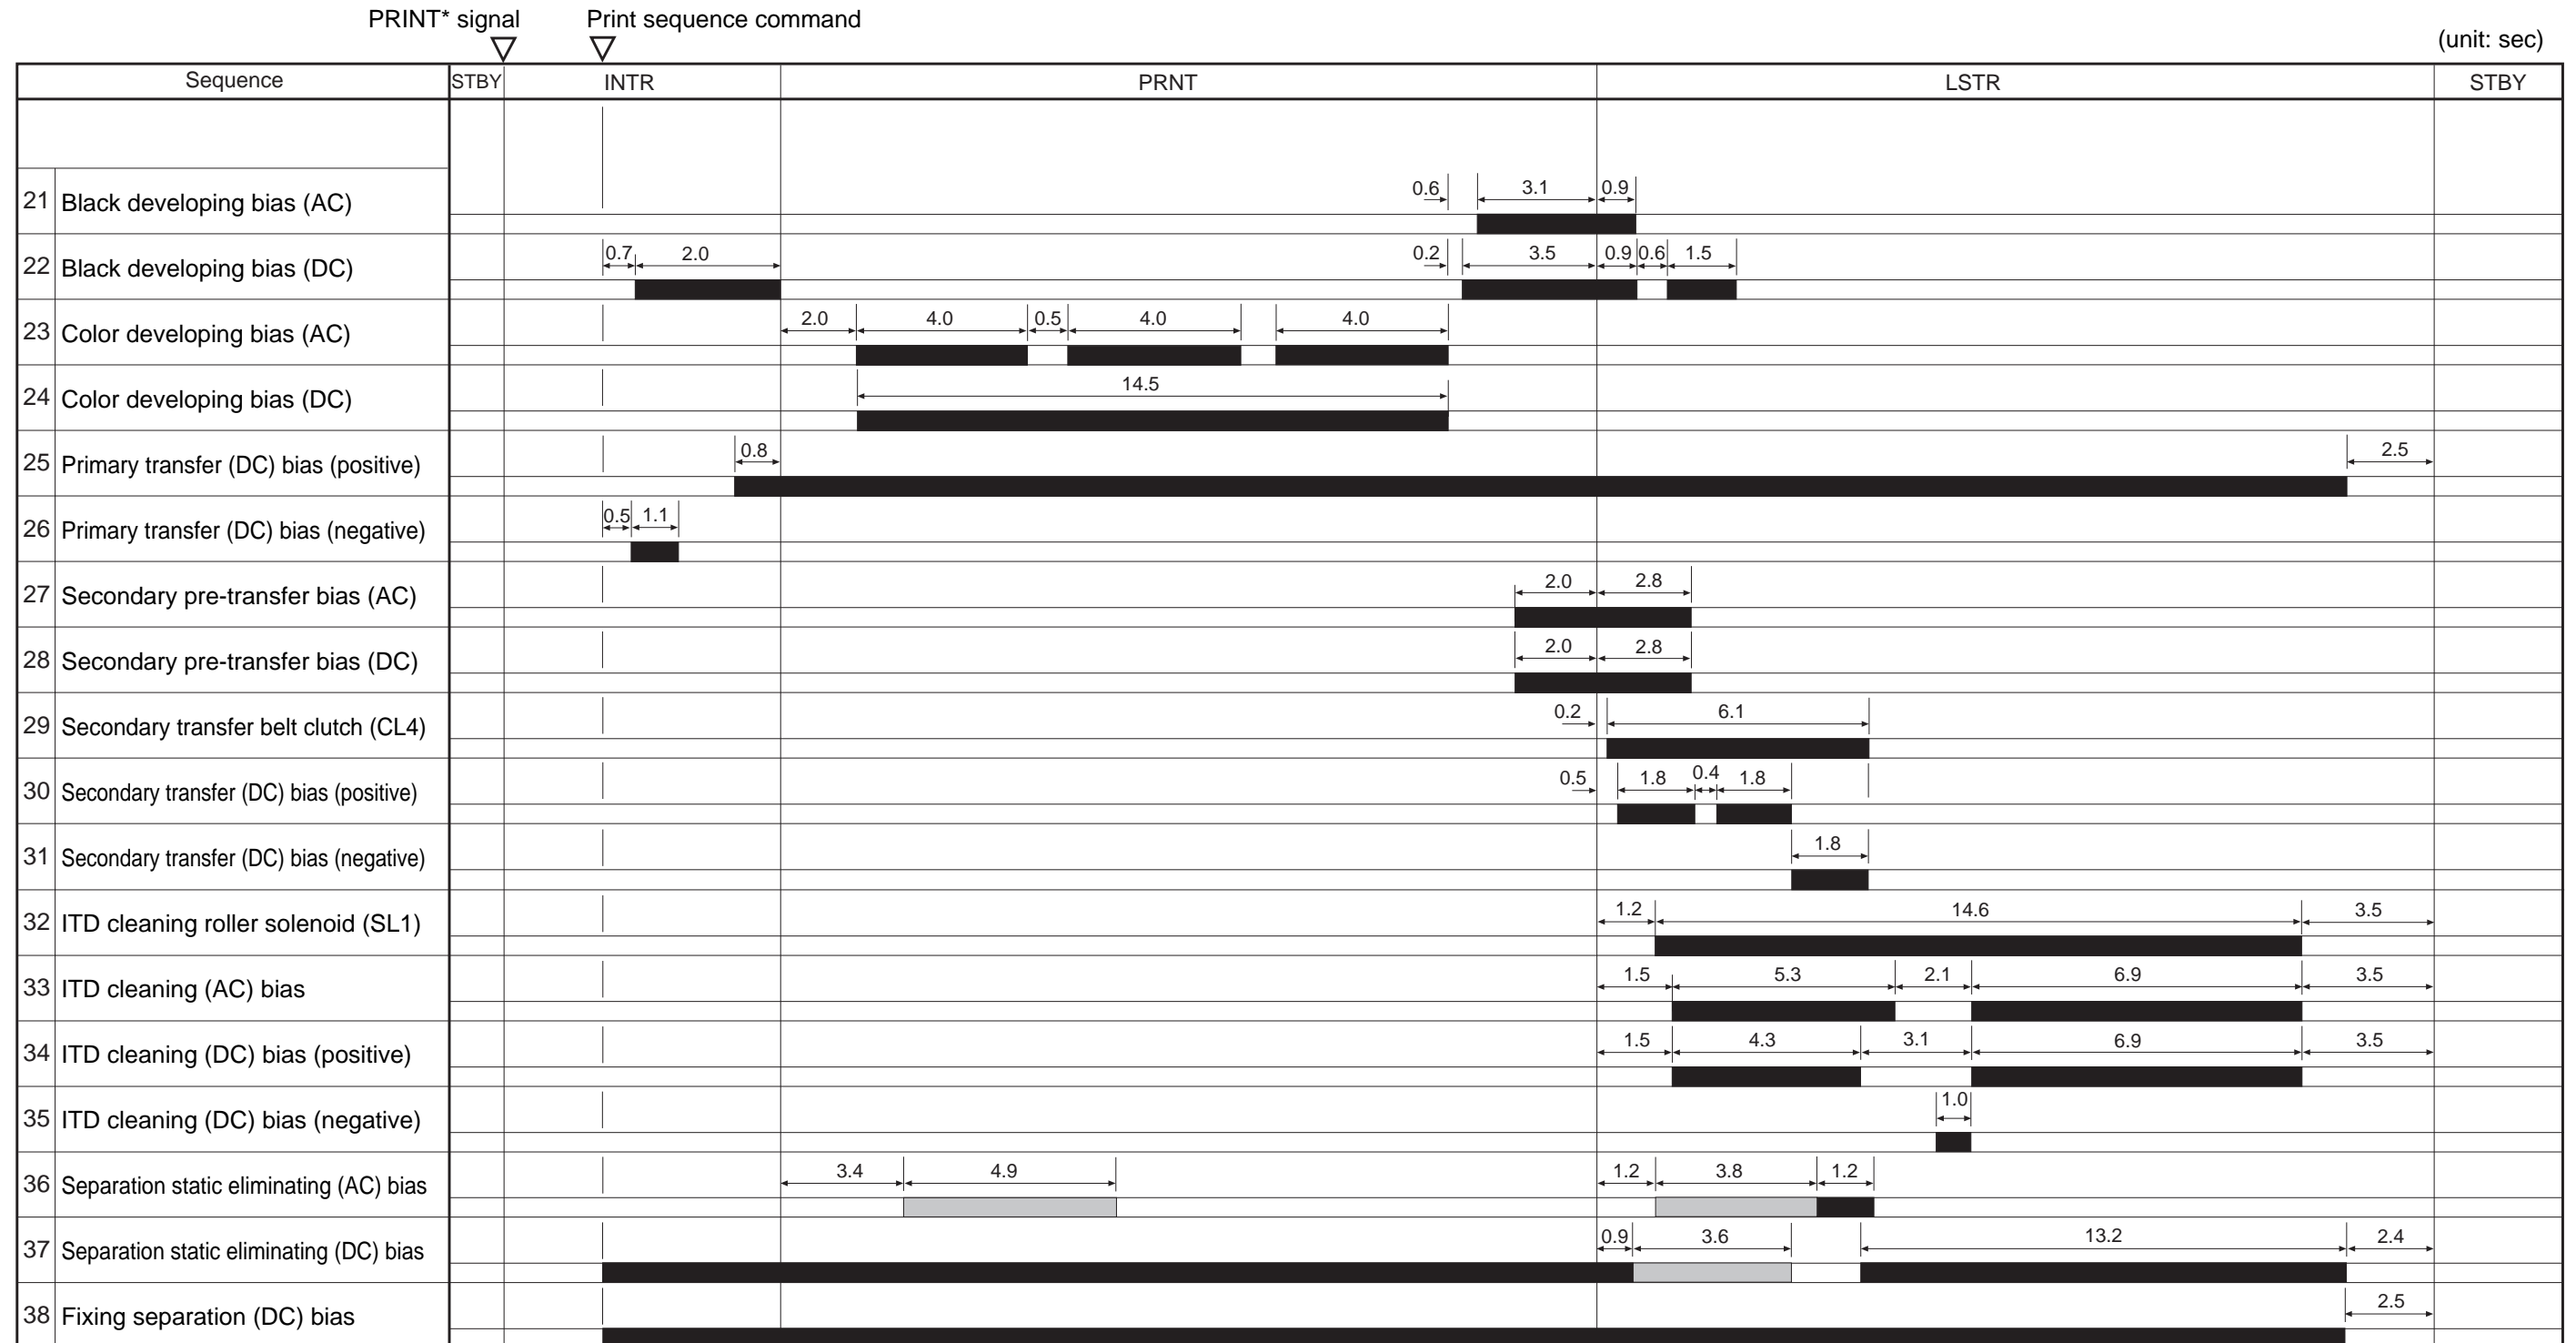 PRINT* signal Print sequence command
(unit: sec)
Sequence STBY INTR PRNT LSTR STBY
21 Black developing bias (AC) 0.6 3.1 0.9
22 Black developing bias (DC) 0.7 2.0 0.2 3.5 0.9 0.6 1.5
23 Color developing bias (AC) 2.0 4.0 0.5 4.0 4.0
24 Color developing bias (DC) 14.5
25 Primary transfer (DC) bias (positive) 0.8 2.5
26 Primary transfer (DC) bias (negative) 0.5 1.1
27 Secondary pre-transfer bias (AC) 2.0 2.8
28 Secondary pre-transfer bias (DC) 2.0 2.8
29 Secondary transfer belt clutch (CL4) 0.2 6.1
30 Secondary transfer (DC) bias (positive) 0.5 1.8 0.4 1.8
31 Secondary transfer (DC) bias (negative) 1.8
32 ITD cleaning roller solenoid (SL1) 1.2 14.6 3.5
33 ITD cleaning (AC) bias 1.5 5.3 2.1 6.9 3.5
34 ITD cleaning (DC) bias (positive) 1.5 4.3 3.1 6.9 3.5
35 ITD cleaning (DC) bias (negative) 1.0
36 Separation static eliminating (AC) bias 3.4 4.9 1.2 3.8 1.2
37 Separation static eliminating (DC) bias 0.9 3.6 13.2 2.4
38 Fixing separation (DC) bias 2.5